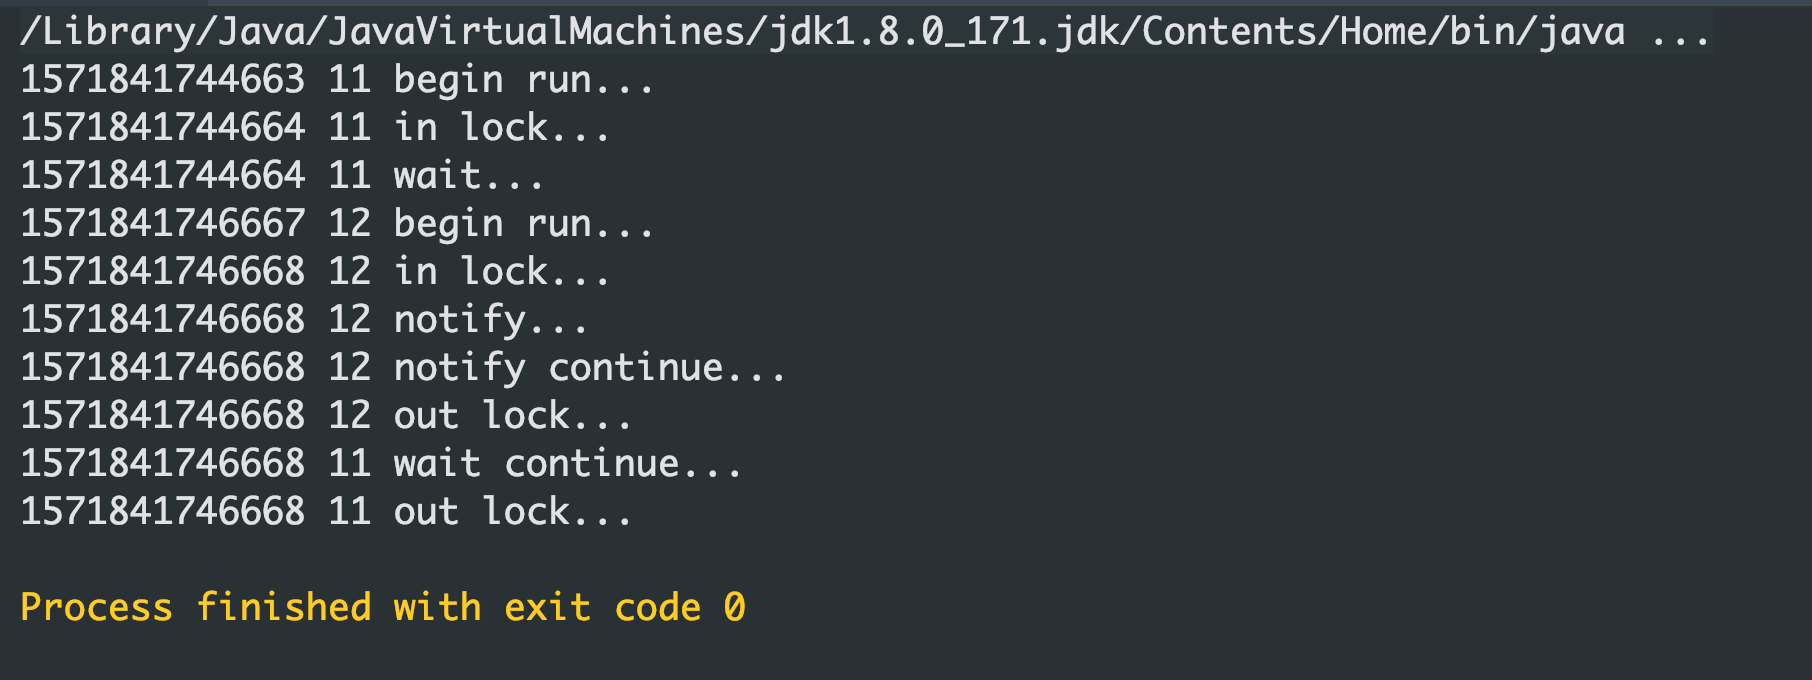 /Library/Java/JavaVirtualMachines/jdk1.8.0_171.jdk/Contents/Home/bin/java ...
1571841744663 11 begin run...
1571841744664 11 in lock...
1571841744664 11 wait...
1571841746667 12 begin run...
1571841746668 12 in lock...
1571841746668 12 notify...
1571841746668 12 notify continue...
1571841746668 12 out lock...
1571841746668 11 wait continue...
1571841746668 11 out lock...
Process finished with exit code 0